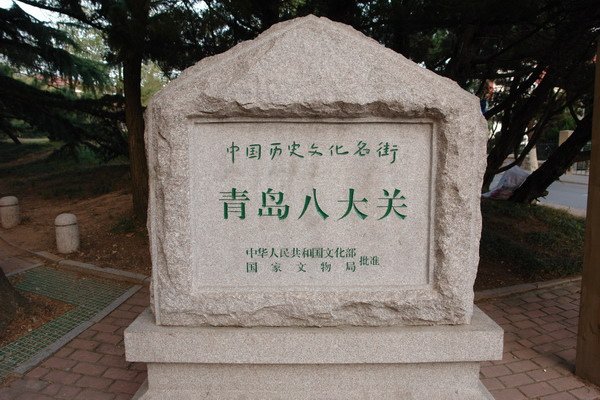 中国历史文化名街
青岛八大关
中华人民共和国文化部
国家文物局 批准